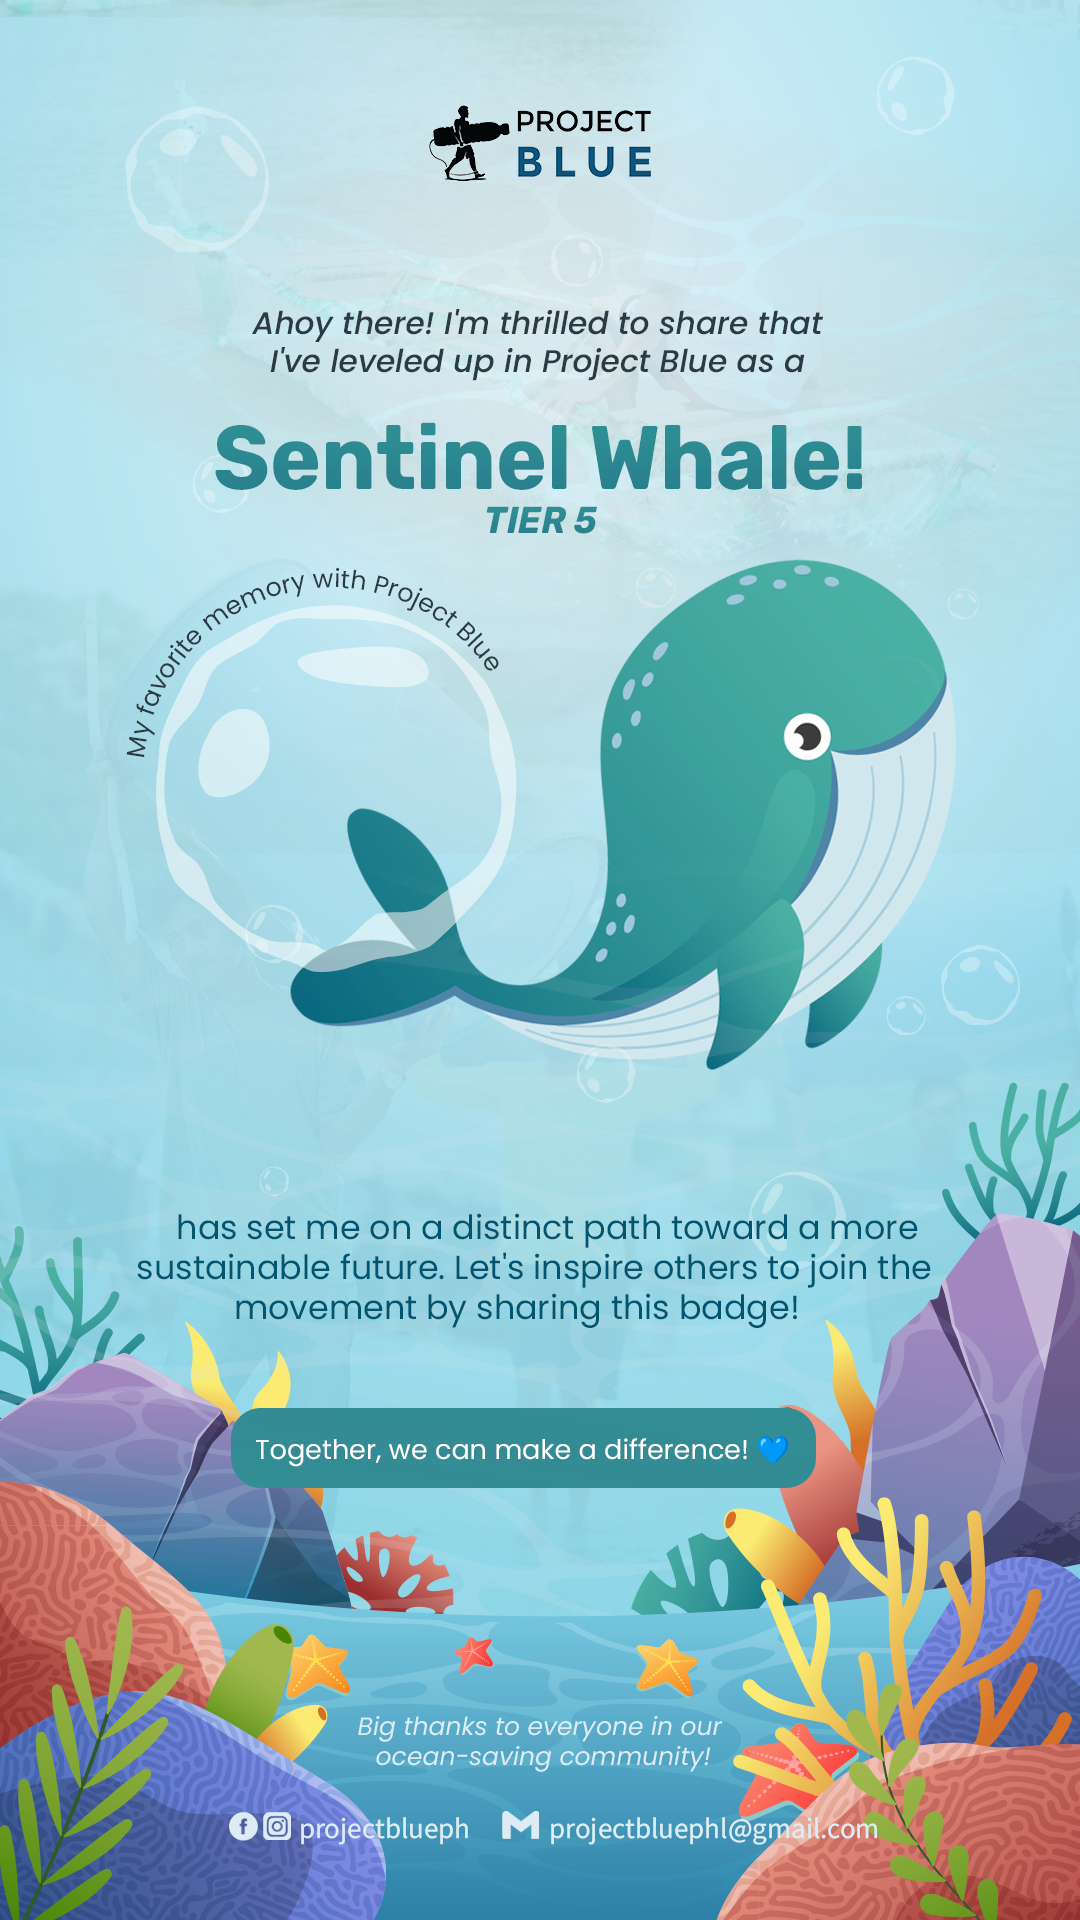 PROJECT
BLUE
Ahoy there! I'm thrilled to share that
I've leveled up in Project Blue as a
Sentinel Whale!
TIER 5
My favorite memory with Project Blue
has set me on a distinct path toward a more
sustainable future. Let's inspire others to join the
movement by sharing this badge!
Together, we can make a difference! 💙
Big thanks to everyone in our
ocean-saving community!
projectblueph projectbluephl@gmail.com